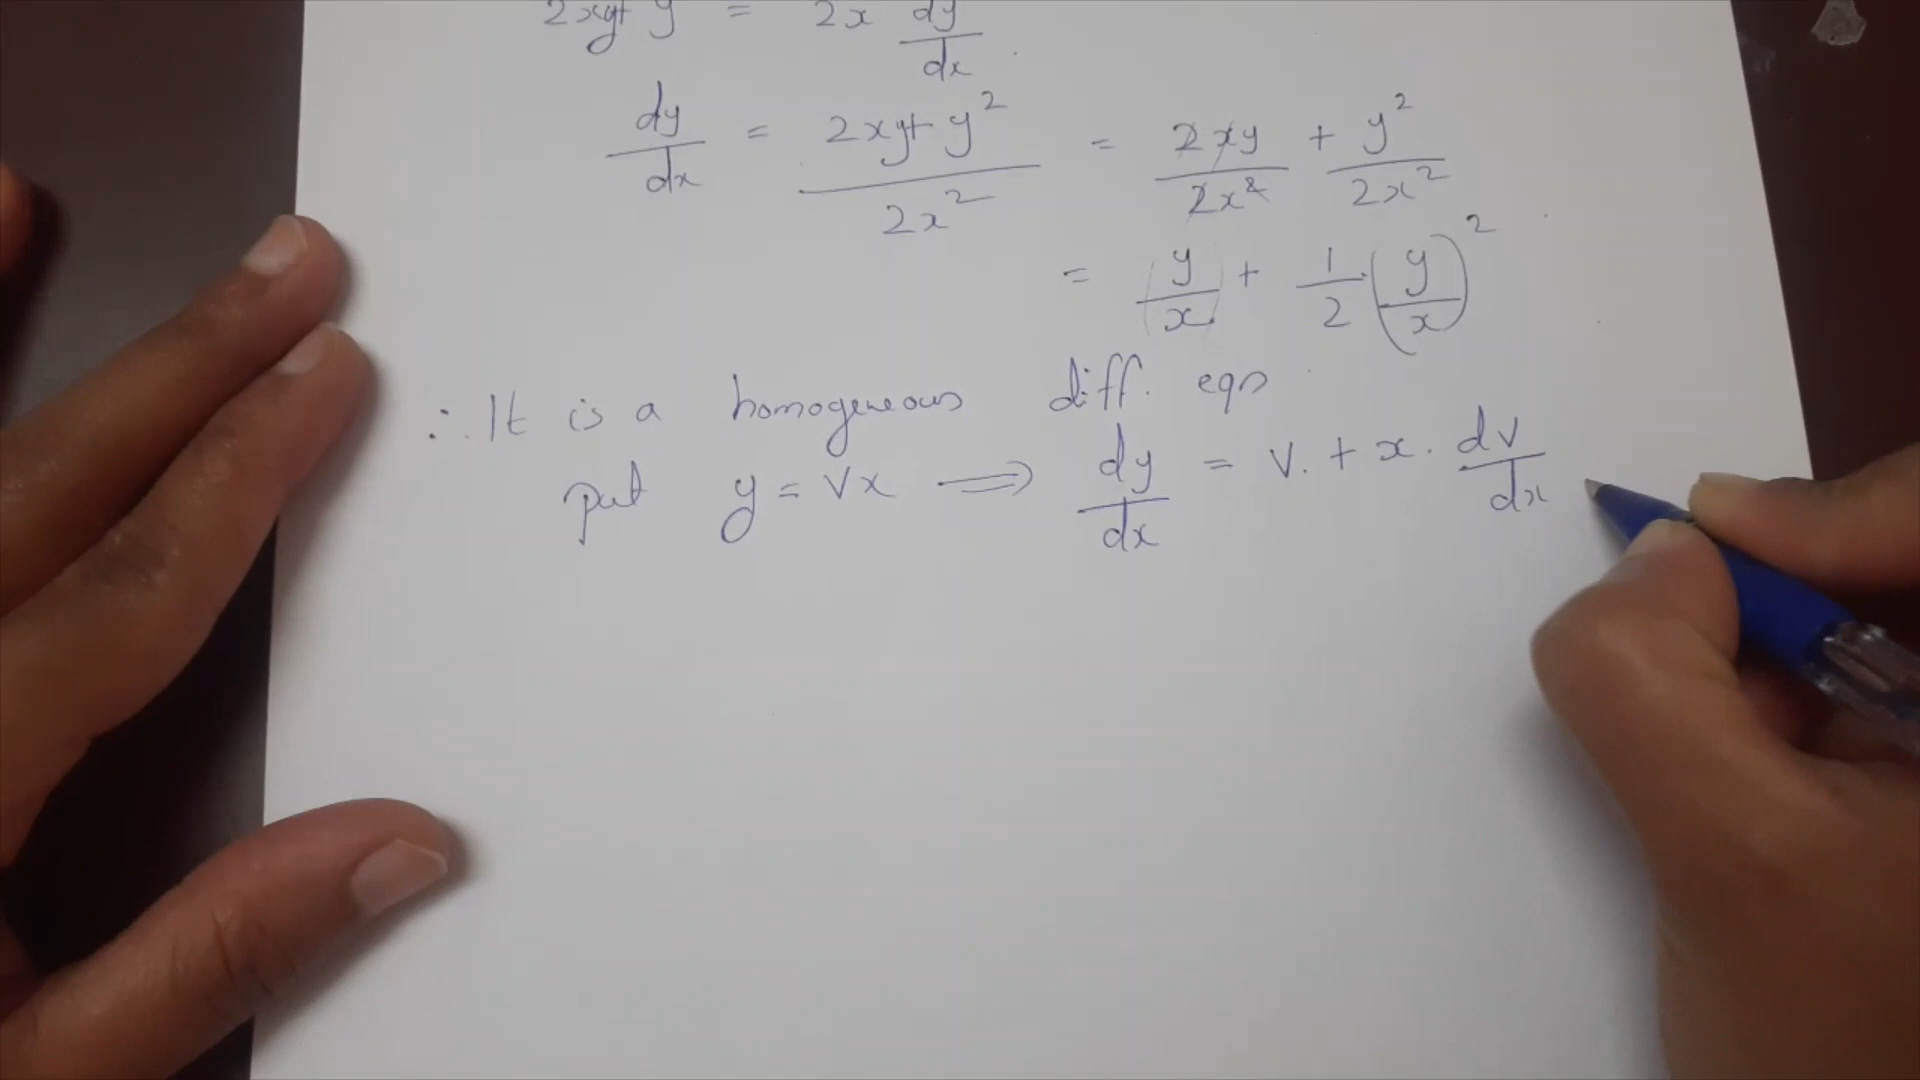 2xy + y = 2x dy/dx
dy/dx = 2xy + y² / 2x² = 2xy/2x² + y²/2x²
= (y/x) + 1/2 · (y/x)²
∴ It is a homogeneous diff. eqn
put y = vx ⟹ dy/dx = v. + x. dv/dx